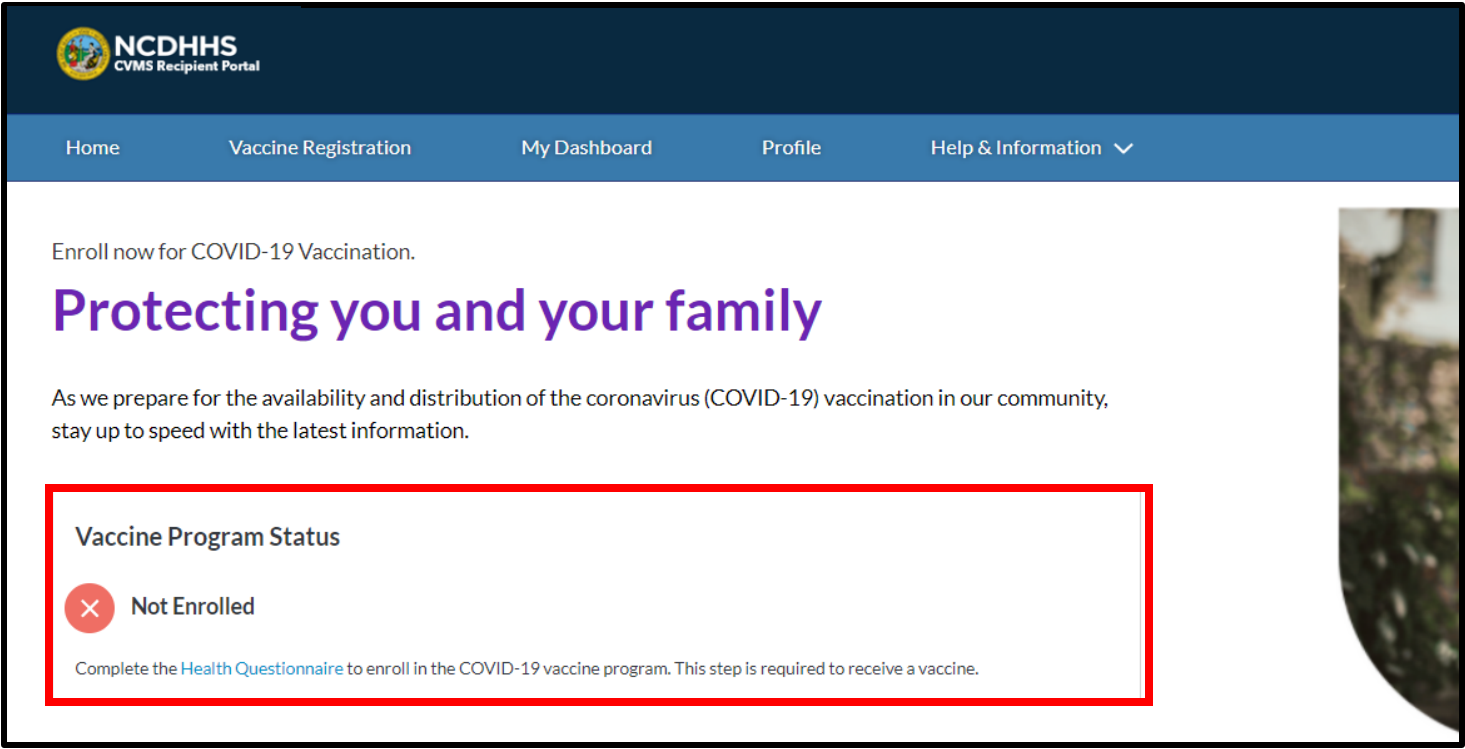 NCDHHS
CVMS Recipient Portal
Home Vaccine Registration My Dashboard Profile Help & Information
Enroll now for COVID-19 Vaccination.
Protecting you and your family
As we prepare for the availability and distribution of the coronavirus (COVID-19) vaccination in our community,
stay up to speed with the latest information.
Vaccine Program Status
Not Enrolled
Complete the Health Questionnaire to enroll in the COVID-19 vaccine program. This step is required to receive a vaccine.